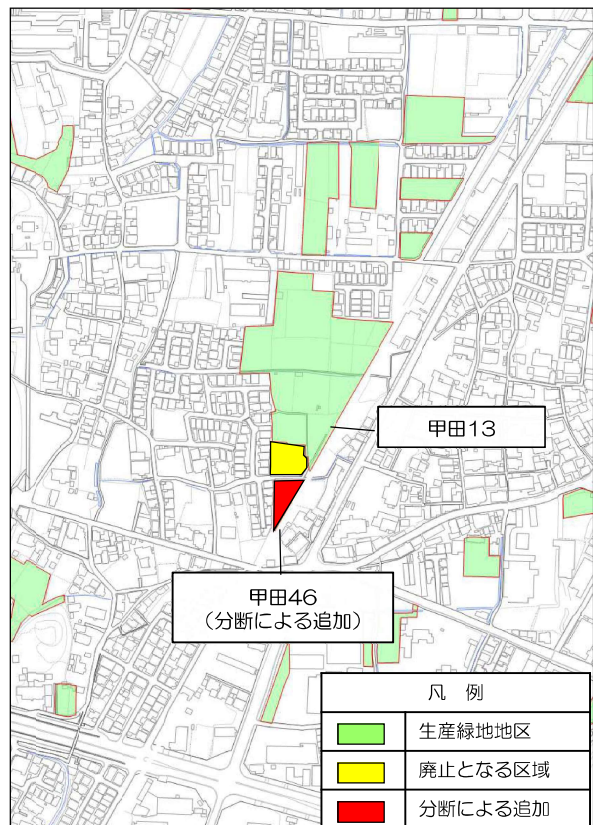 甲田13
甲田46
（分断による追加）
凡 例
生産緑地地区
廃止となる区域
分断による追加